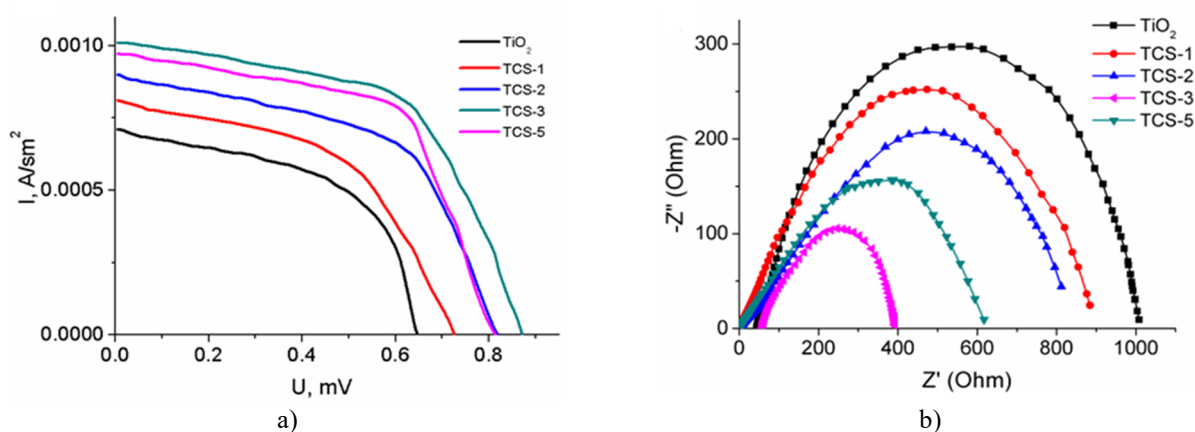 0.0010
0.0005
0.0000
I, A/sm²
0.0 0.2 0.4 0.6 0.8
U, mV
TiO₂
TCS-1
TCS-2
TCS-3
TCS-5
a)
300
200
100
0
-Z" (Ohm)
0 200 400 600 800 1000
Z' (Ohm)
TiO₂
TCS-1
TCS-2
TCS-3
TCS-5
b)